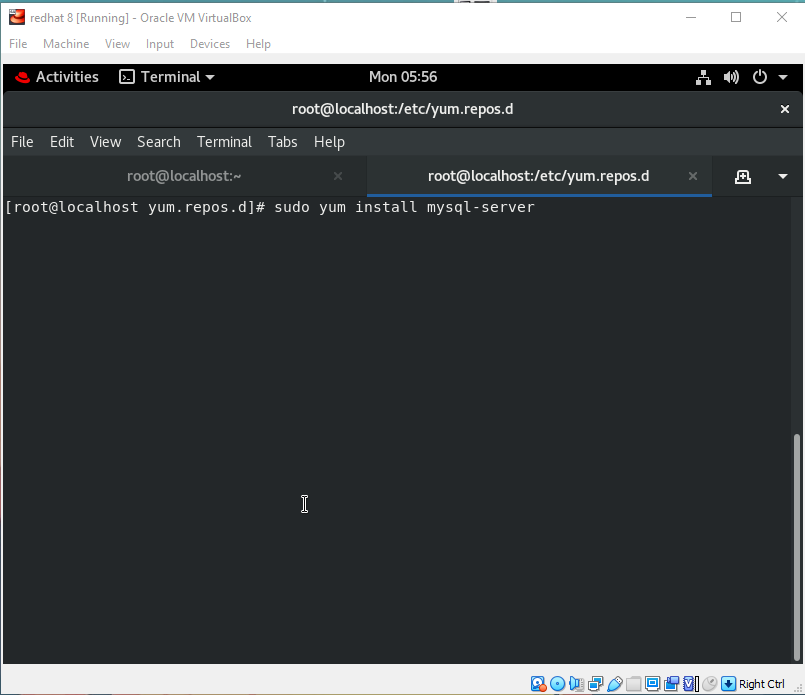 redhat 8 [Running] - Oracle VM VirtualBox
File Machine View Input Devices Help
Activities Terminal Mon 05:56
root@localhost:/etc/yum.repos.d
File Edit View Search Terminal Tabs Help
root@localhost:~ root@localhost:/etc/yum.repos.d
[root@localhost yum.repos.d]# sudo yum install mysql-server
Right Ctrl